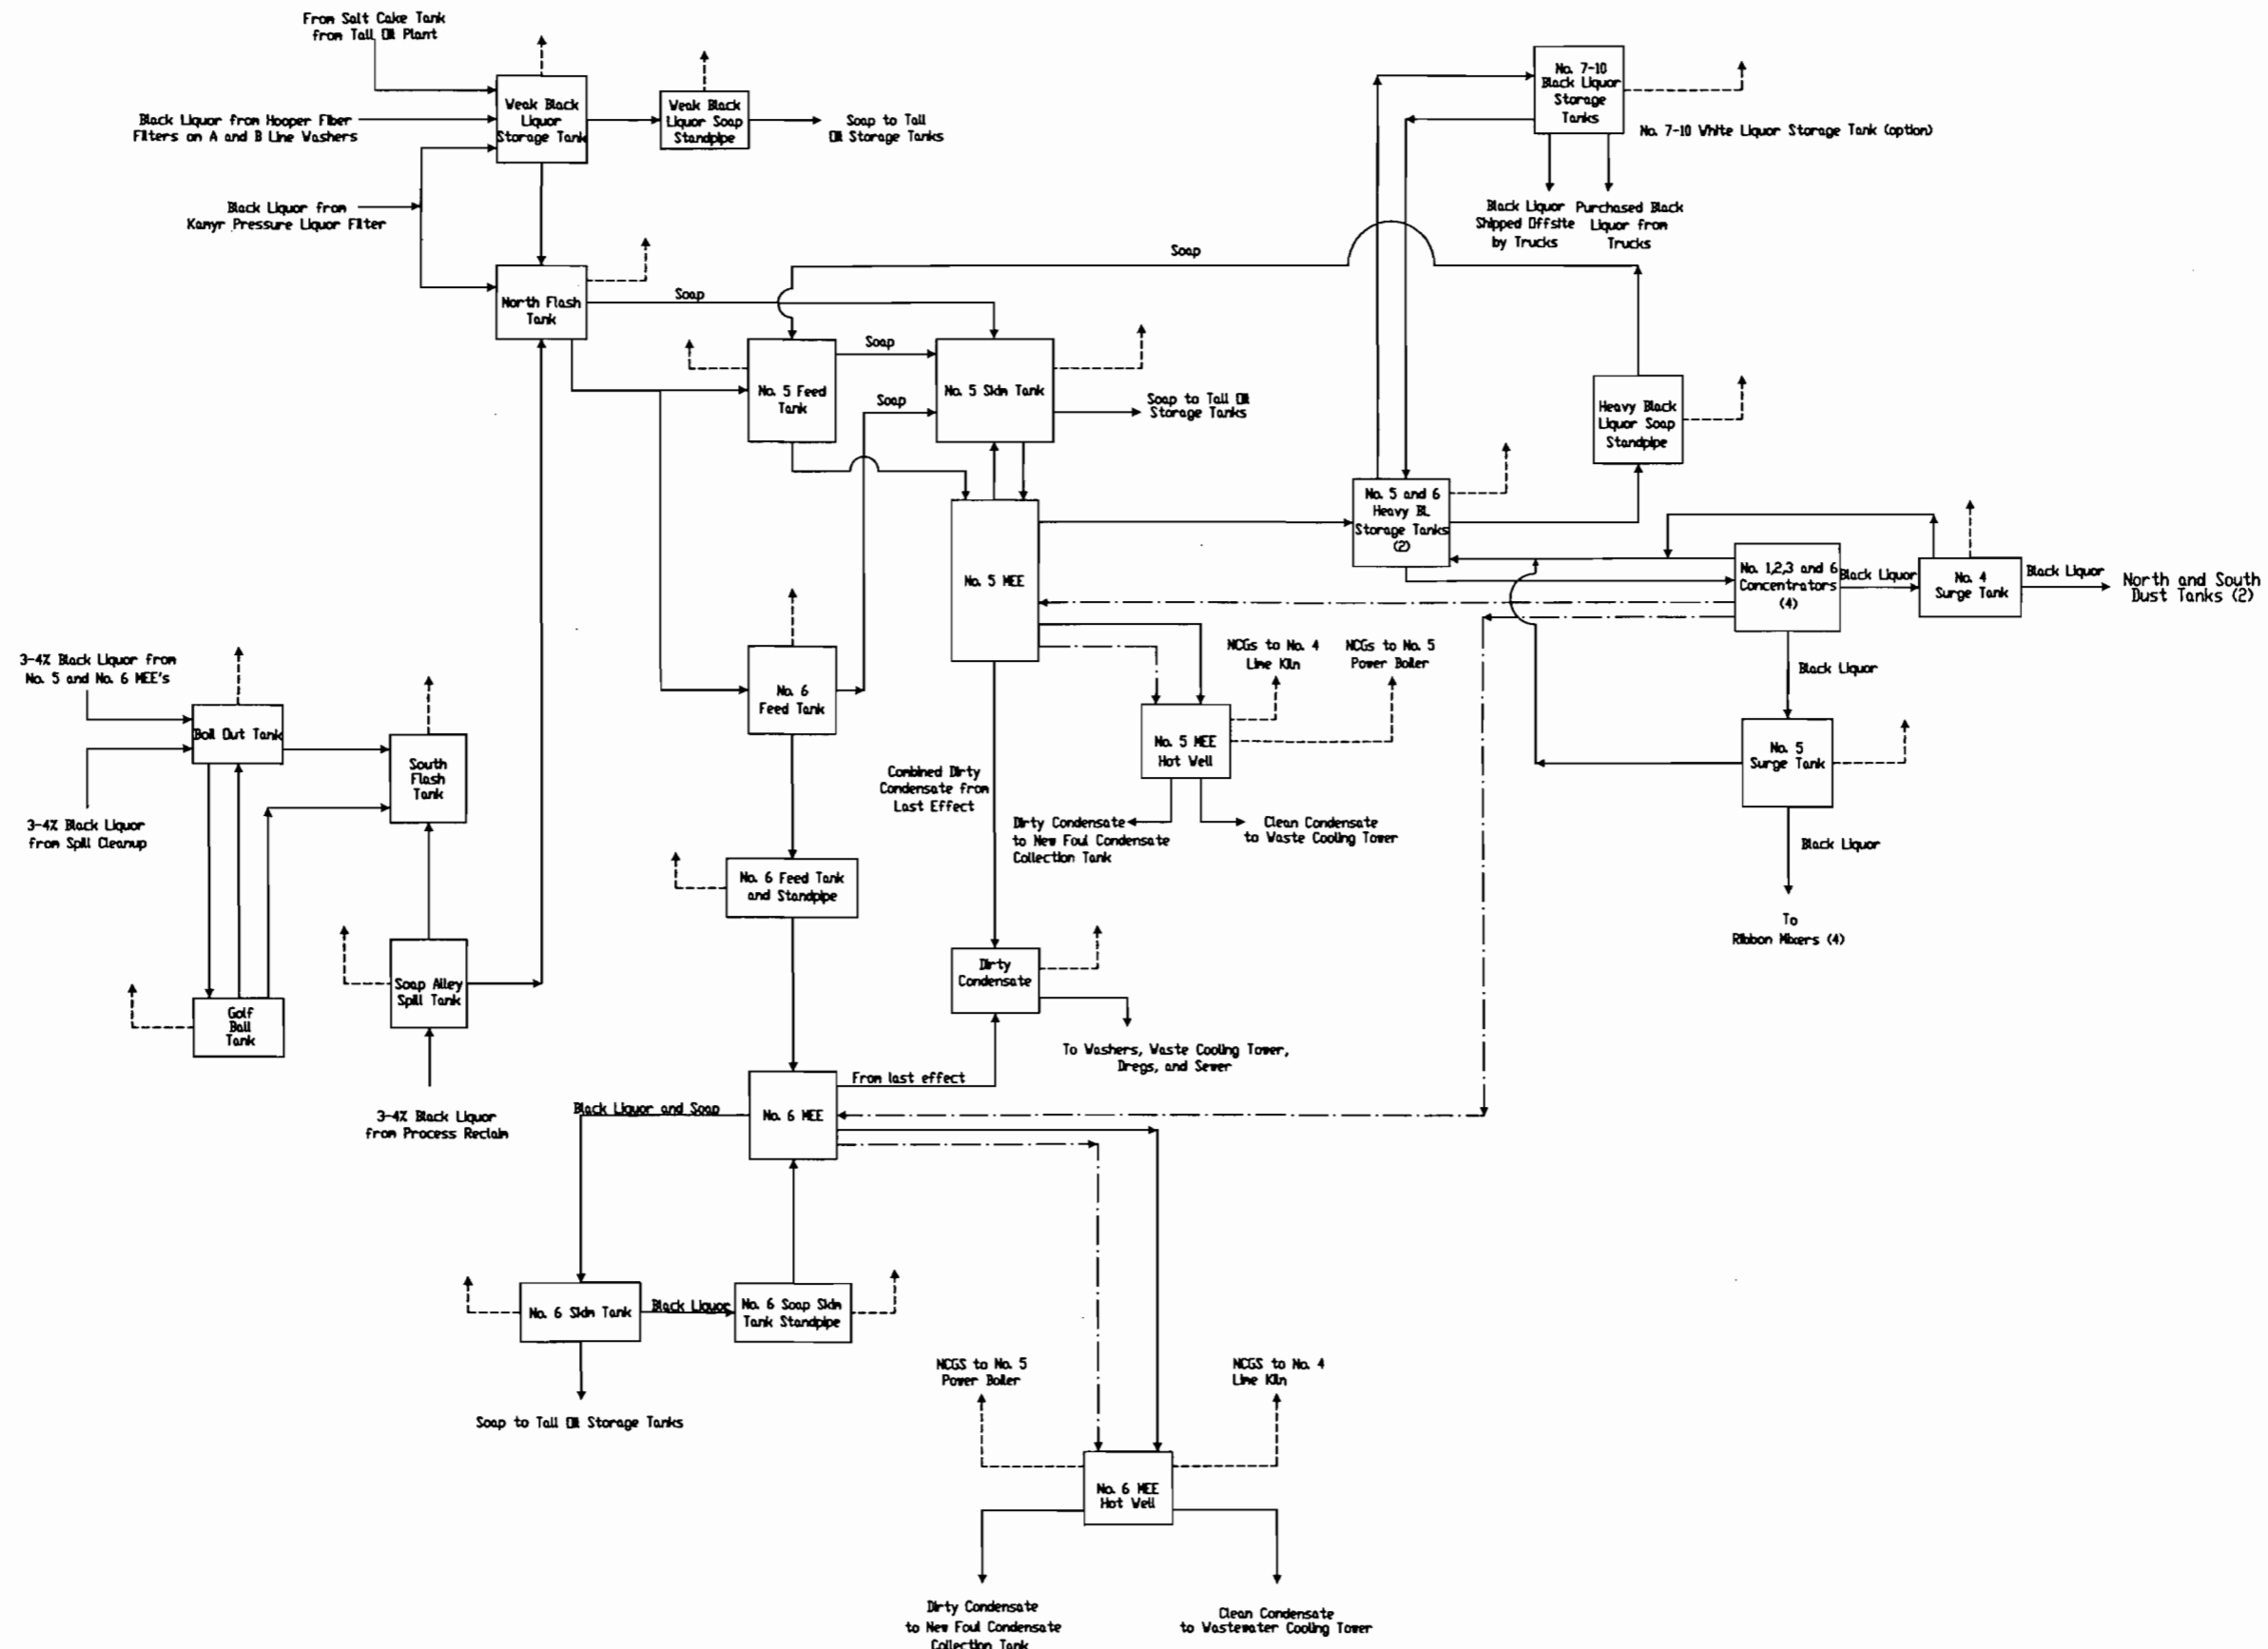 From Salt Cake Tank
from Tall Oil Plant
Weak Black
Liquor
Storage Tank
Weak Black
Liquor Soap
Standpipe
Black Liquor from Hooper Fiber
Filters on A and B Line Washers
Soap to Tall
Oil Storage Tanks
Black Liquor from
Kamyr Pressure Liquor Filter
No. 7-10
Black Liquor
Storage
Tanks
No. 7-10 White Liquor Storage Tank (option)
Black Liquor
Shipped Offsite
by Trucks
Purchased Black
Liquor from
Trucks
Soap
North Flash
Tank
Soap
No. 5 Feed
Tank
Soap
No. 5 Skim Tank
Soap
Soap to Tall Oil
Storage Tanks
Heavy Black
Liquor Soap
Standpipe
No. 5 and 6
Heavy BL
Storage Tanks
(2)
No. 5 MEE
No. 1,2,3 and 6
Concentrators
(4)
Black Liquor
No. 4
Surge Tank
Black Liquor
North and South
Dust Tanks (2)
3-4% Black Liquor from
No. 5 and No. 6 MEE's
Boil Out Tank
South
Flash
Tank
3-4% Black Liquor
from Spill Cleanup
No. 6
Feed Tank
NCGs to No. 4
Lime Kiln
NCGs to No. 5
Power Boiler
Black Liquor
No. 5 MEE
Hot Well
No. 5
Surge Tank
Combined Dirty
Condensate from
Last Effect
Dirty Condensate
to New Foul Condensate
Collection Tank
Clean Condensate
to Waste Cooling Tower
Black Liquor
No. 6 Feed Tank
and Standpipe
To
Ribbon Mixers (4)
Golf
Ball
Tank
Soap Alley
Spill Tank
Dirty
Condensate
To Washers, Waste Cooling Tower,
Dregs, and Sewer
3-4% Black Liquor
from Process Reclaim
From last effect
Black Liquor and Soap
No. 6 MEE
No. 6 Skim Tank
Black Liquor
No. 6 Soap Skim
Tank Standpipe
Soap to Tall Oil Storage Tanks
NCGS to No. 5
Power Boiler
NCGS to No. 4
Lime Kiln
No. 6 MEE
Hot Well
Dirty Condensate
to New Foul Condensate
Collection Tank
Clean Condensate
to Wastewater Cooling Tower